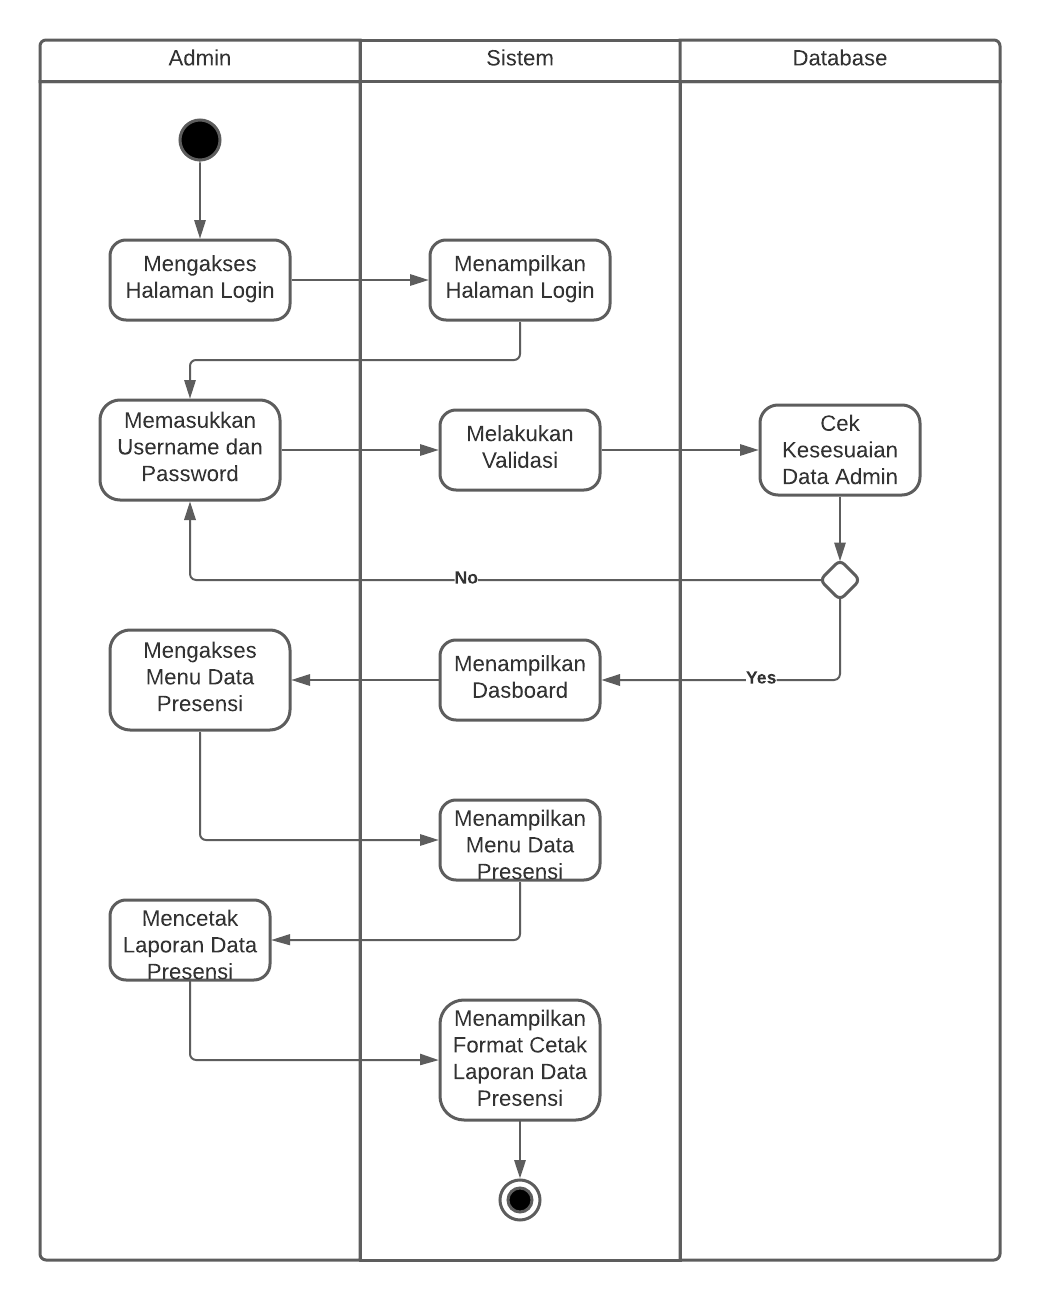 Admin
Sistem
Database
Mengakses
Halaman Login
Menampilkan
Halaman Login
Memasukkan
Username dan
Password
Melakukan
Validasi
Cek
Kesesuaian
Data Admin
No
Mengakses
Menu Data
Presensi
Menampilkan
Dasboard
Yes
Menampilkan
Menu Data
Presensi
Mencetak
Laporan Data
Presensi
Menampilkan
Format Cetak
Laporan Data
Presensi